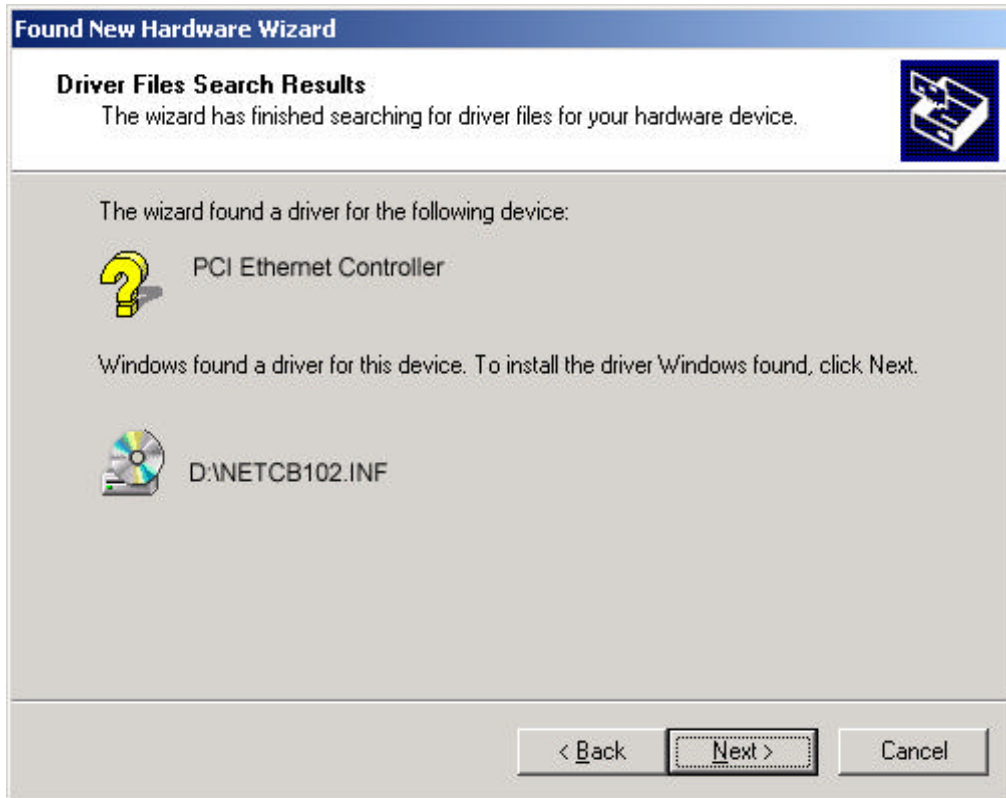 Found New Hardware Wizard
Driver Files Search Results
The wizard has finished searching for driver files for your hardware device.
The wizard found a driver for the following device:
PCI Ethernet Controller
Windows found a driver for this device. To install the driver Windows found, click Next.
D:\NETCB102.INF
< Back
Next >
Cancel